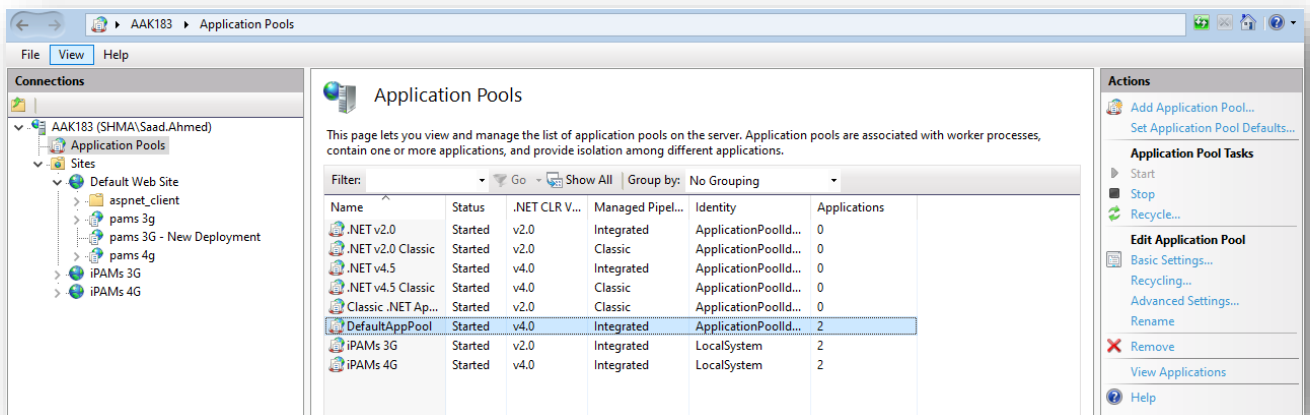 AAK183 Application Pools
File View Help
Connections
AAK183 (SHMA\Saad.Ahmed)
Application Pools
Sites
Default Web Site
aspnet_client
pams 3g
pams 3G - New Deployment
pams 4g
iPAMs 3G
iPAMs 4G
Application Pools
This page lets you view and manage the list of application pools on the server. Application pools are associated with worker processes,
contain one or more applications, and provide isolation among different applications.
Filter: Go Show All Group by: No Grouping
Name Status .NET CLR V... Managed Pipel... Identity Applications
.NET v2.0 Started v2.0 Integrated ApplicationPoolId... 0
.NET v2.0 Classic Started v2.0 Classic ApplicationPoolId... 0
.NET v4.5 Started v4.0 Integrated ApplicationPoolId... 0
.NET v4.5 Classic Started v4.0 Classic ApplicationPoolId... 0
Classic .NET Ap... Started v2.0 Classic ApplicationPoolId... 0
DefaultAppPool Started v4.0 Integrated ApplicationPoolId... 2
iPAMs 3G Started v2.0 Integrated LocalSystem 2
iPAMs 4G Started v4.0 Integrated LocalSystem 2
Actions
Add Application Pool...
Set Application Pool Defaults...
Application Pool Tasks
Start
Stop
Recycle...
Edit Application Pool
Basic Settings...
Recycling...
Advanced Settings...
Rename
Remove
View Applications
Help